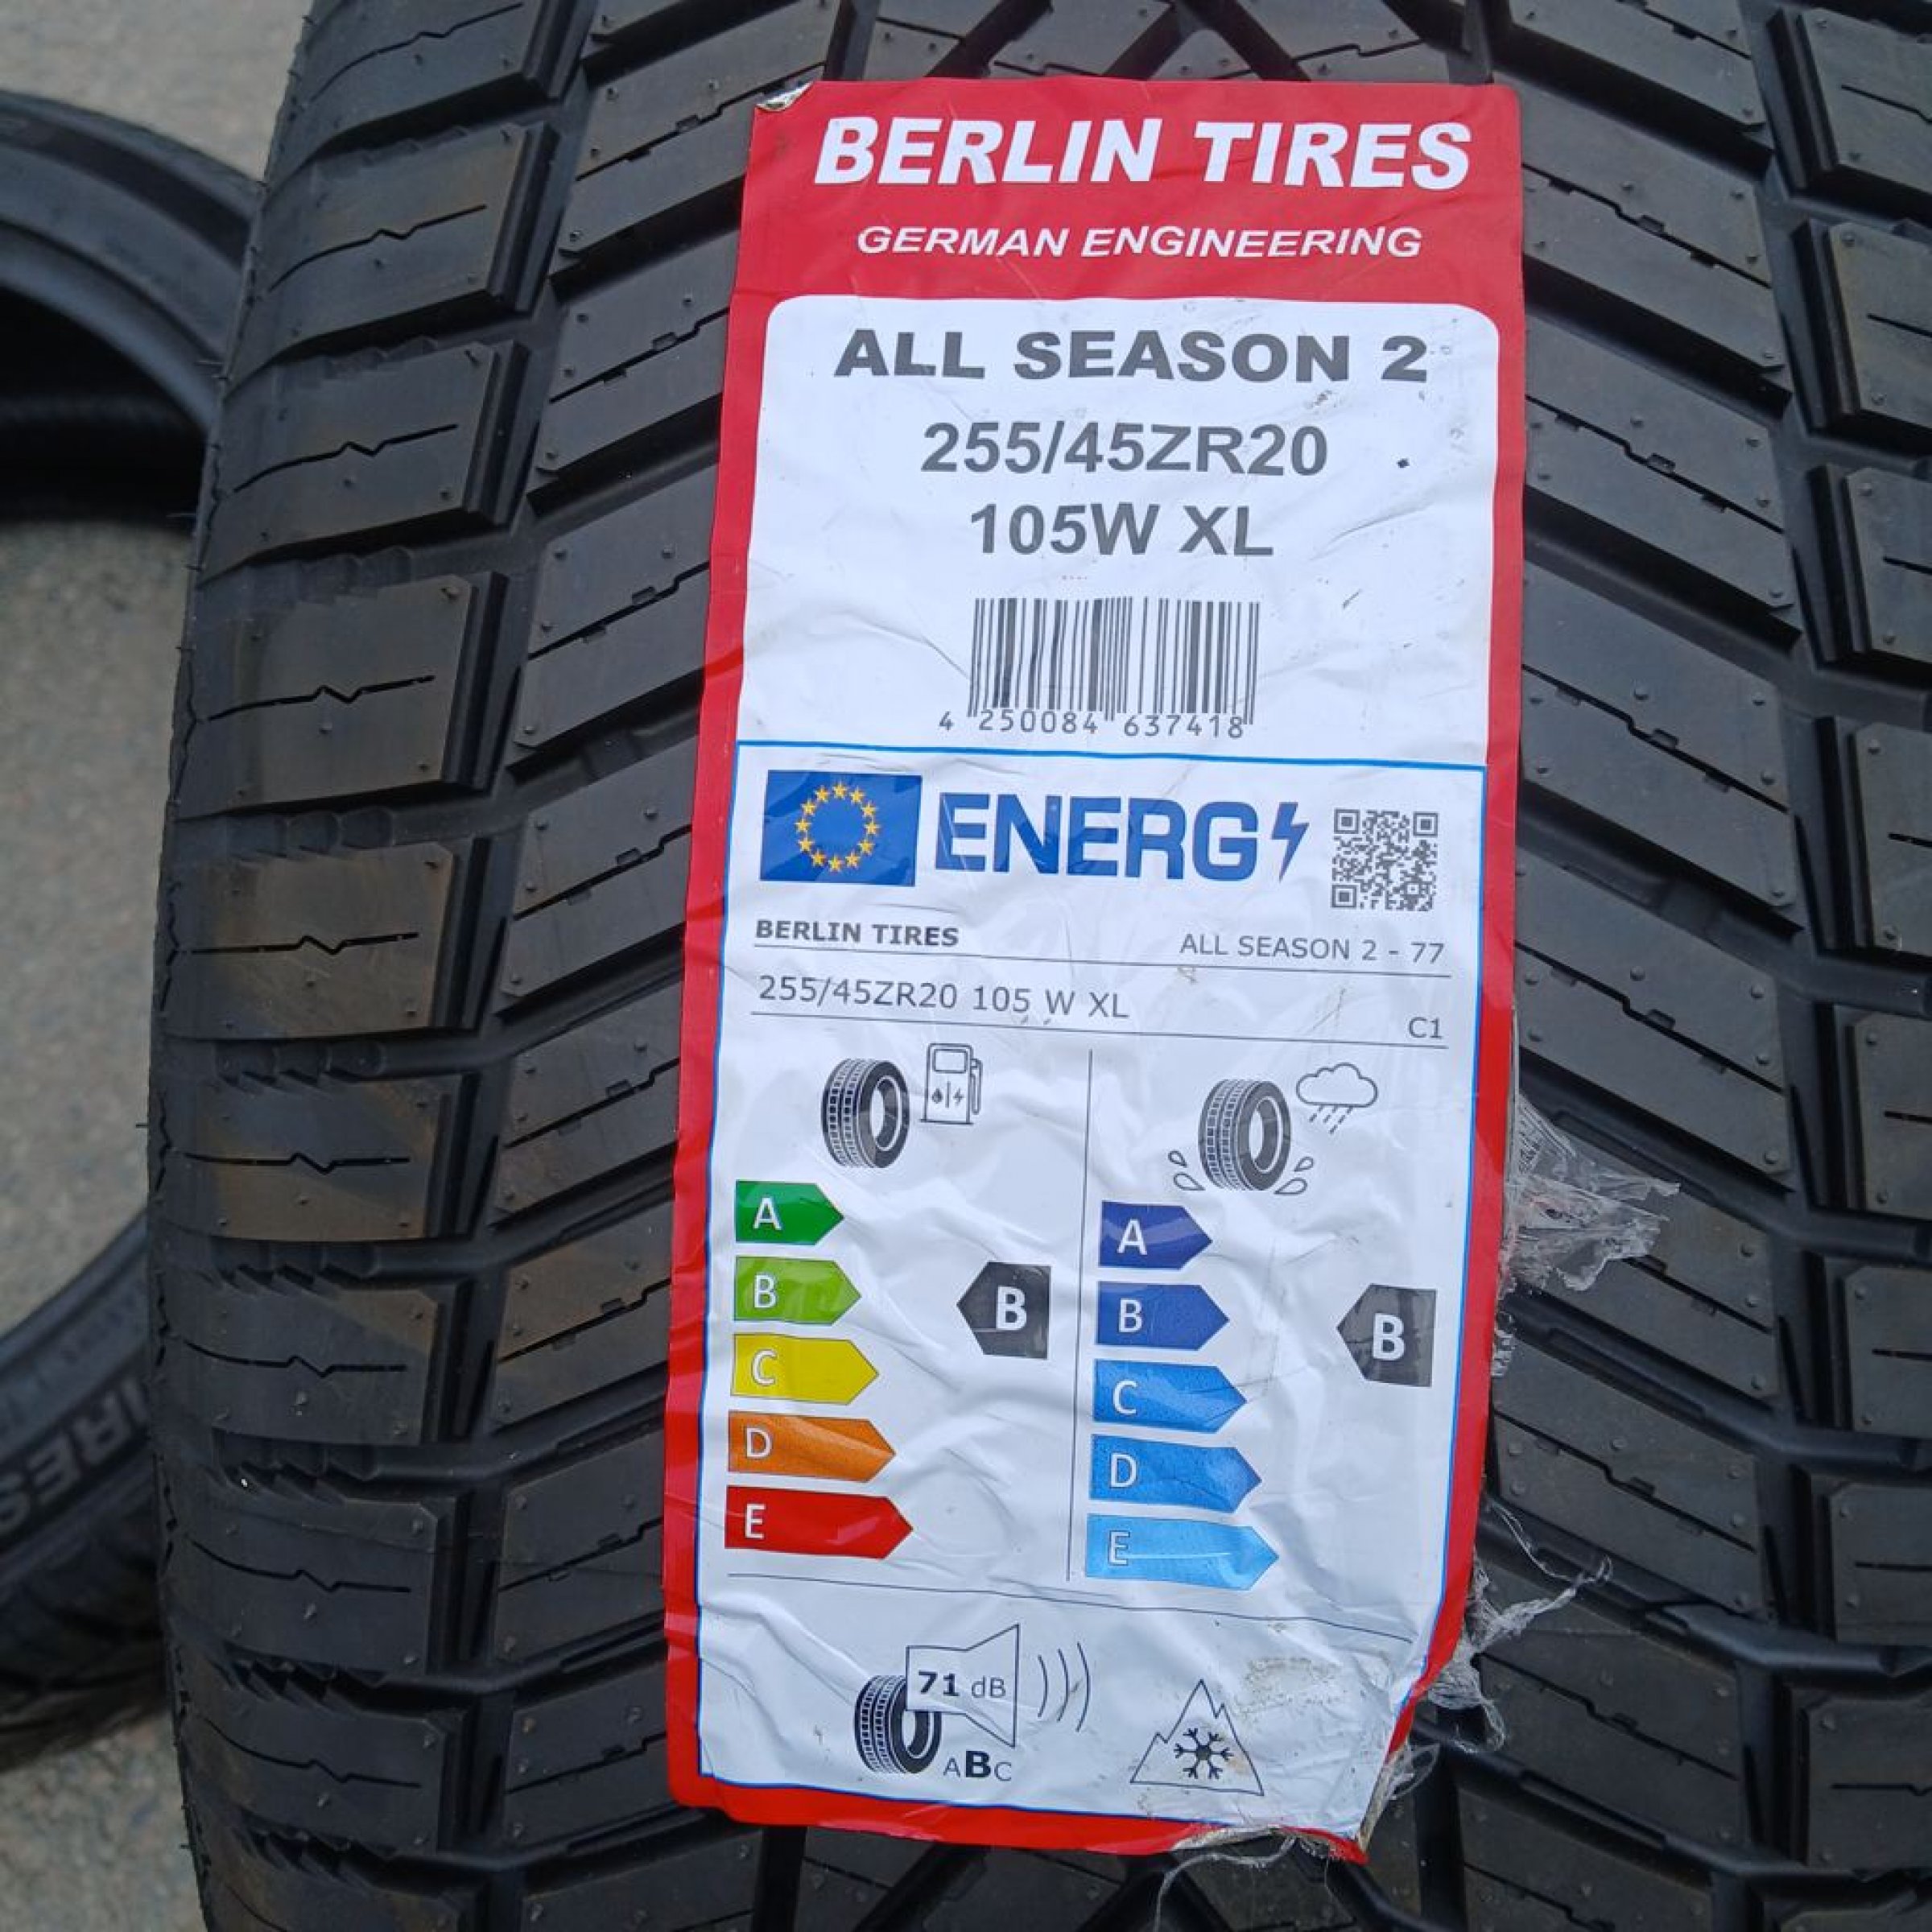 BERLIN TIRES
GERMAN ENGINEERING
ALL SEASON 2
255/45ZR20
105W XL
4 250084 637418
ENERG
BERLIN TIRES
ALL SEASON 2 - 77
255/45ZR20 105 W XL
C1
A
B
C
D
E
B
A
B
C
D
E
B
71 dB
ABC